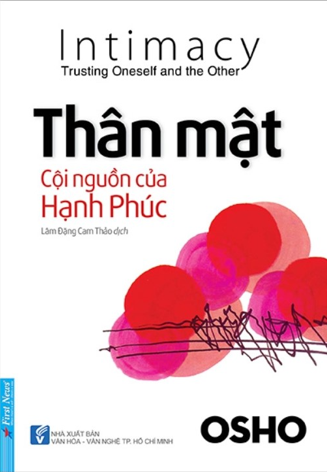 Intimacy
Trusting Oneself and the Other
Thân mật
Cội nguồn của
Hạnh Phúc
Lâm Đặng Cam Thảo dịch
First News
NHÀ XUẤT BẢN
VĂN HÓA - VĂN NGHỆ TP. HỒ CHÍ MINH
OSHO